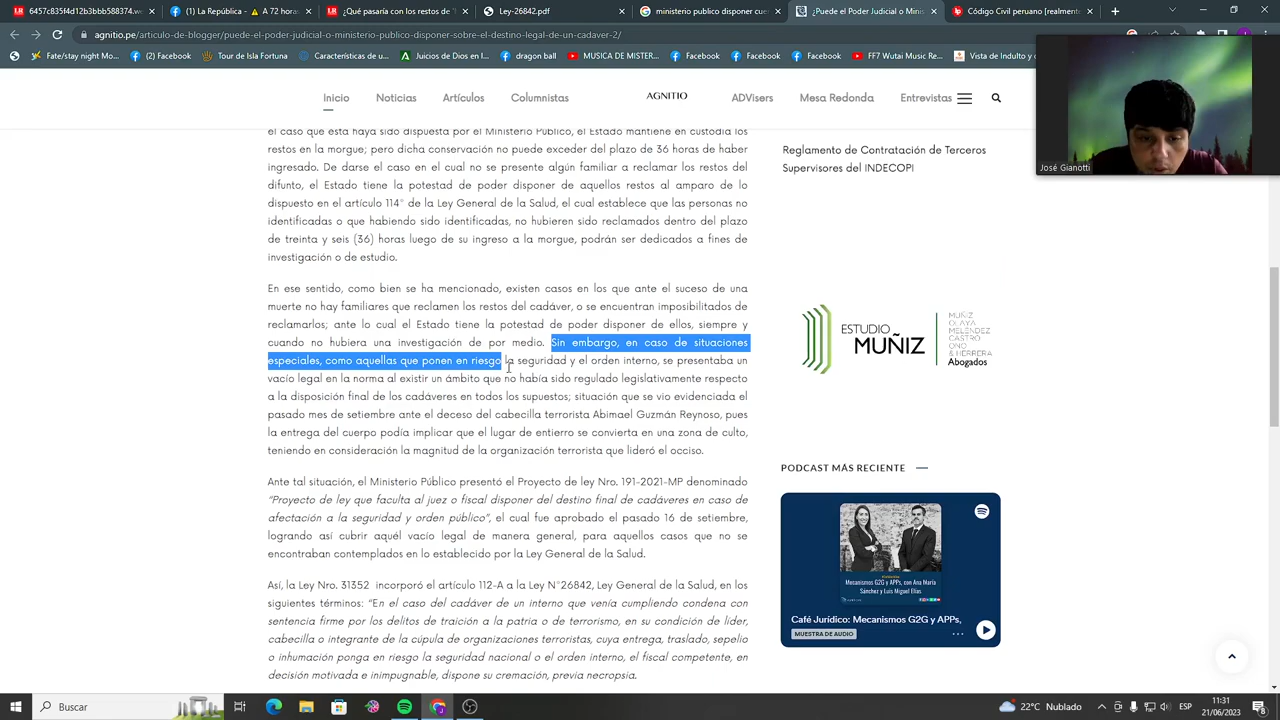 6457c835f1d4d12b3bb58811
A 72 hora
¿Qué pasaría con los restos de
Ley-26842.pdf
diario peruano oficial
¿Puede el Poder Judicial o Minis
agnitio.pe/articulo/articulo-de-blogger/puede-el-poder-judicial-o-ministerio-publico-disponer-sobre-el-destino-legal-de-un-cadaver-2/
Fate/stay night Mo...
(2) Facebook
Tome of the Isle Fo...
Características de u...
Los Juegos Dados en Los...
dragon ball
MUSICA DE MISTER...
Facebook
Facebook
Facebook
FF7 Wutai Music Re...
Vista de Indulto y
Inicio
Noticias
Artículos
Columnistas
AGNITIO
ADVisers
Mesa Redonda
Entrevistas
José Gianotti
el caso que esta haya sido dispuesta por el Ministerio Público, el Estado mantiene en custodia los
restos en la morgue; pero dicha conservación no puede exceder del plazo de 36 horas de haber
ingresado. De darse el caso en el cual no se presente algún familiar a reclamar los restos del
difunto, el Estado tiene la potestad de poder disponer de aquellos restos al amparo de lo
dispuesto en el artículo 114° de la Ley General de la Salud, el cual establece que las personas no
identificadas o que habiendo sido identificadas, no hubieren sido reclamados dentro del plazo
de treinta y seis (36) horas luego de su ingreso a la morgue, podrán ser dedicados a fines de
investigación o de estudio.
En ese sentido, como bien se ha mencionado, existen casos en los que ante el suceso de una
muerte no hay familiares que reclamen los restos del cadáver, o se encuentran imposibilitados de
reclamarlos; ante lo cual el Estado tiene la potestad de poder disponer de ellos, siempre y
cuando no hubiera una investigación de por medio. Sin embargo, en caso de situaciones
especiales, como aquellas que ponen en riesgo la seguridad y el orden interno, se presentaba un
vacío legal en la norma al existir un ámbito que no había sido regulado legislativamente respecto
a la disposición final de los cadáveres en todos los supuestos; situación que se vio evidenciada el
pasado mes de setiembre ante el deceso del cabecilla terrorista Abimael Guzmán Reynoso, pues
la entrega del cuerpo podía implicar que el lugar de entierro se convierta en una zona de culto,
teniendo en consideración la magnitud de la organización terrorista que lideró el occiso.
Ante tal situación, el Ministerio Público presentó el Proyecto de ley Nro. 191-2021-MP denominado
“Proyecto de ley que faculta al juez o fiscal disponer del destino final de cadáveres en caso de
afectación a la seguridad y orden público”, el cual fue aprobado el pasado 16 de setiembre,
logrando así cubrir aquél vacío legal de manera general, para aquellos casos que no se
encontraban contemplados en lo establecido por la Ley General de la Salud.
Así, la Ley Nro. 31352 incorporó el artículo 112-A a la Ley N°26842, Ley General de la Salud, en los
siguientes términos: “En el caso del cadáver de un interno que venía cumpliendo condena con
sentencia firme por los delitos de traición a la patria o de terrorismo, en su condición de líder,
cabecilla o integrante de la cúpula de organizaciones terroristas, cuya entrega, traslado, sepelio
o inhumación ponga en riesgo la seguridad nacional o el orden interno, el fiscal competente, en
decisión motivada e inimpugnable, dispone su cremación, previa necropsia.
Reglamento de Contratación de Terceros
Supervisores del INDECOPI
ESTUDIO
MUÑIZ
MUÑIZ
OLAYA
MELÉNDEZ
CASTRO
ONO
& HERRERA
Abogados
PODCAST MÁS RECIENTE
Mecanismos G2G y APPs, con Ana María
Sánchez y Luis Miguel Elías
Café Jurídico: Mecanismos G2G y APPs,
MUESTRA DE AUDIO
Buscar
22°C Nublado
ESP
11:31
21/06/2023